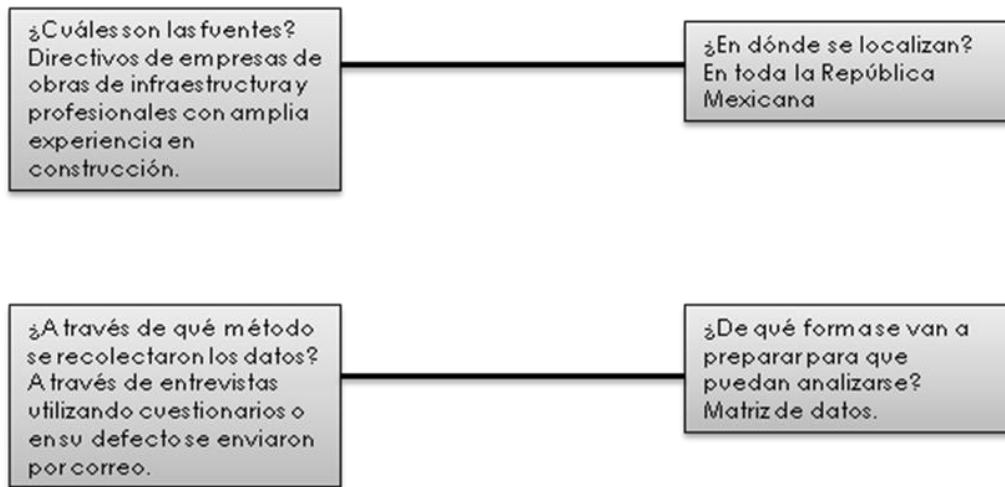 ¿Cuáles son las fuentes?
Directivos de empresas de
obras de infraestructura y
profesionales con amplia
experiencia en
construcción.
¿En dónde se localizan?
En toda la República
Mexicana
¿A través de qué método
se recolectaron los datos?
A través de entrevistas
utilizando cuestionarios o
en su defecto se enviaron
por correo.
¿De qué forma se van a
preparar para que
puedan analizarse?
Matriz de datos.